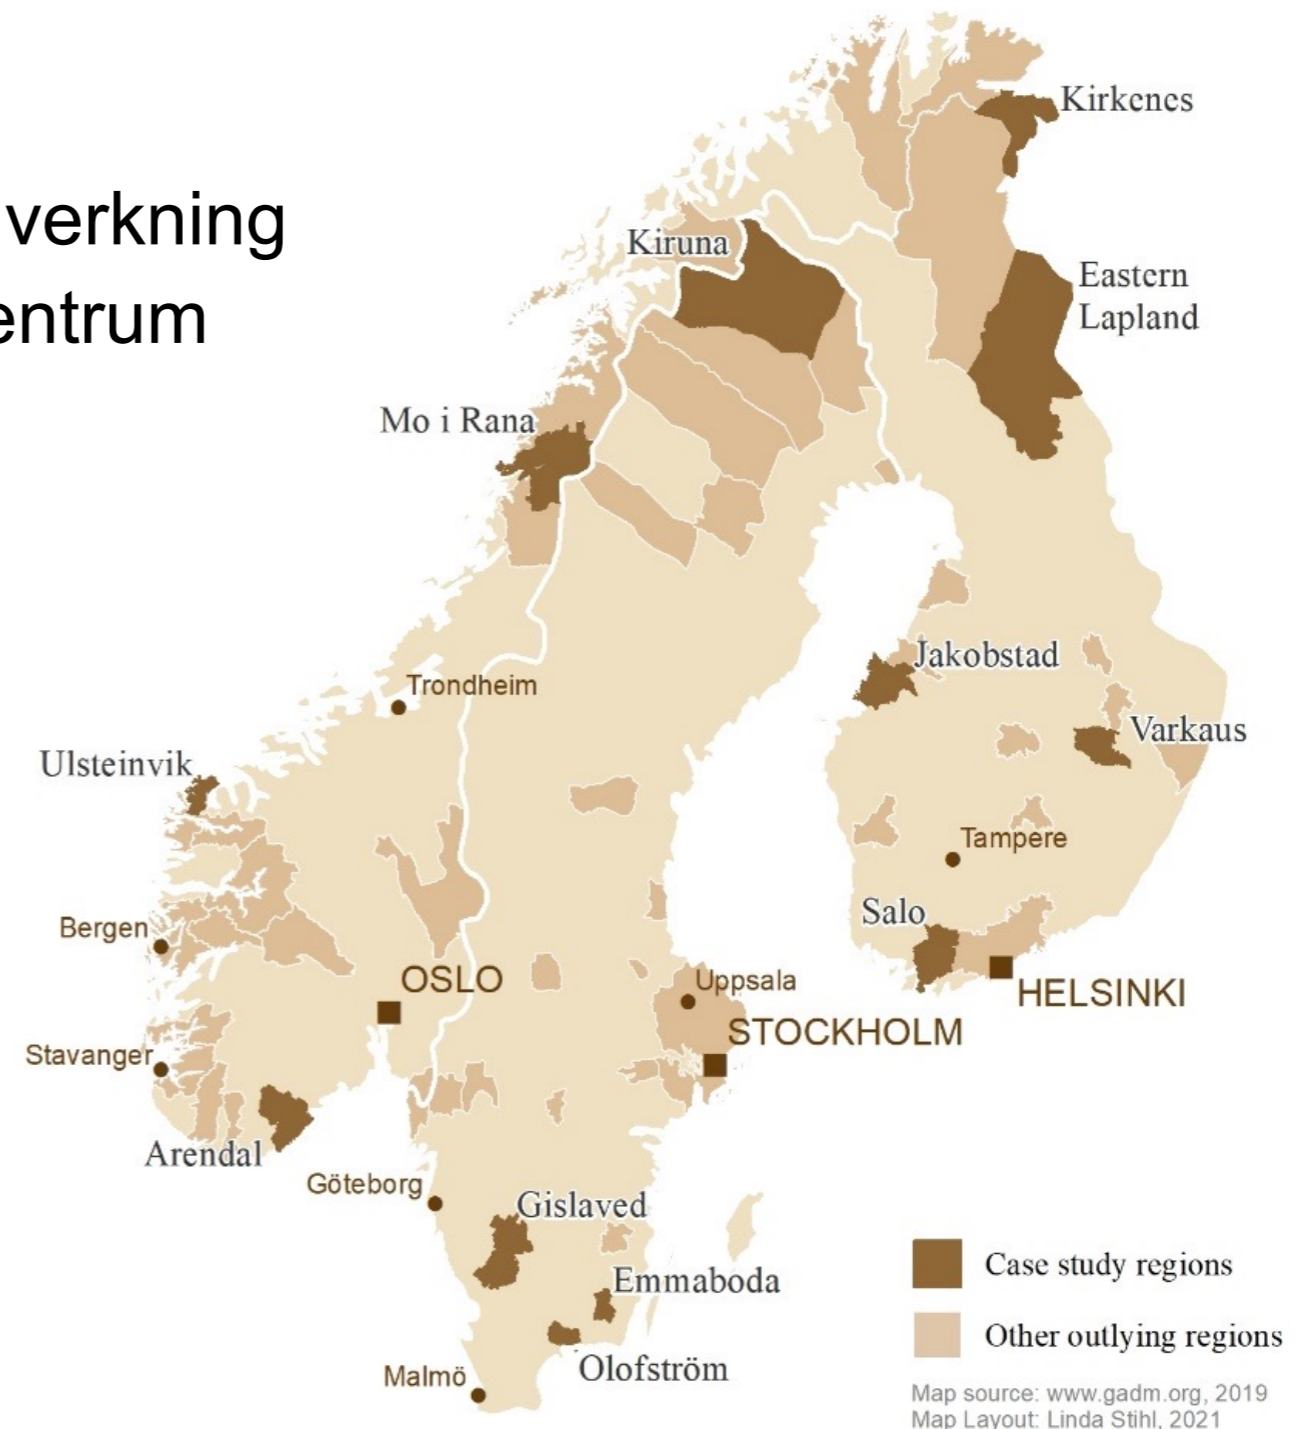 verkning
entrum
Kirkenes
Kiruna
Eastern
Lapland
Mo i Rana
Jakobstad
Trondheim
Varkaus
Ulsteinvik
Tampere
Salo
Bergen
OSLO
Uppsala
HELSINKI
STOCKHOLM
Stavanger
Arendal
Göteborg
Gislaved
Case study regions
Emmaboda
Other outlying regions
Olofström
Malmö
Map source: www.gadm.org, 2019
Map Layout: Linda Stihl, 2021